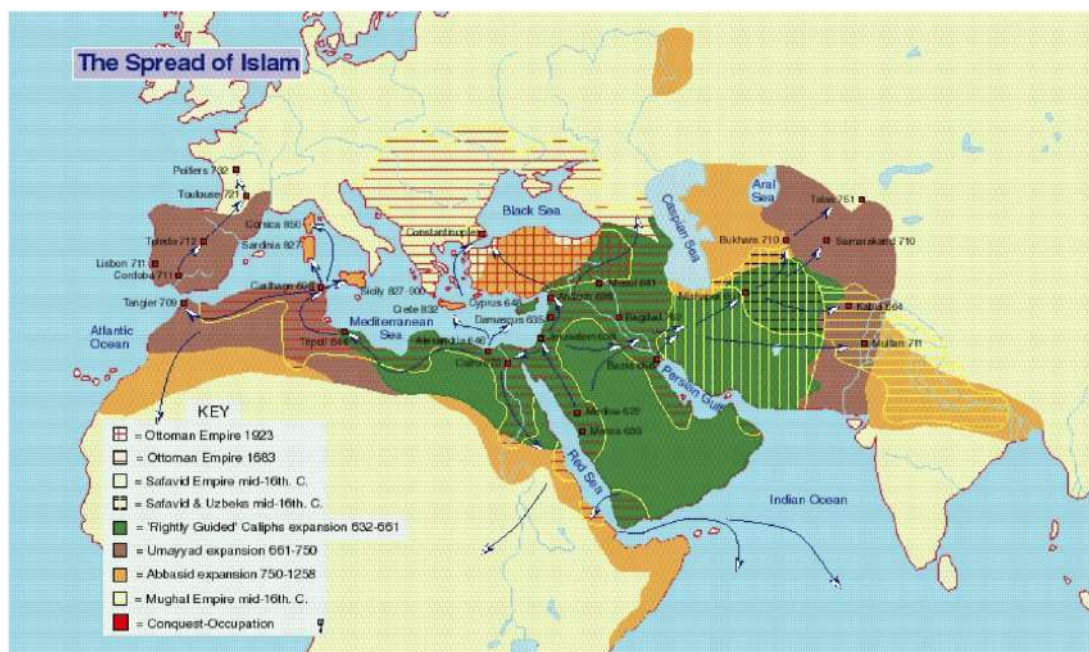 The Spread of Islam
Poitiers 732
Toulouse 721
Corsica 850
Toledo 712
Sardinia 827
Lisbon 711
Cordoba 711
Tangier 709
Carthage
Sicily 827-900
Crete 832
Constantinople
Black Sea
Caspian Sea
Aral
Sea
Talas 751
Bukhara 710
Samarkand 710
Mosul 641
Cyprus
Damascus 635
Mediterranean
Sea
Atlantic
Ocean
Tripoli 644
Alexandria 646
Kabul 664
Multan 711
Persian Gulf
Medina 622
Red Sea
Indian Ocean
KEY
= Ottoman Empire 1923
= Ottoman Empire 1683
= Safavid Empire mid-16th. C.
= Safavid & Uzbeks mid-16th. C.
= 'Rightly Guided' Caliphs expansion 632-661
= Umayyad expansion 661-750
= Abbasid expansion 750-1258
= Mughal Empire mid-16th. C.
= Conquest-Occupation